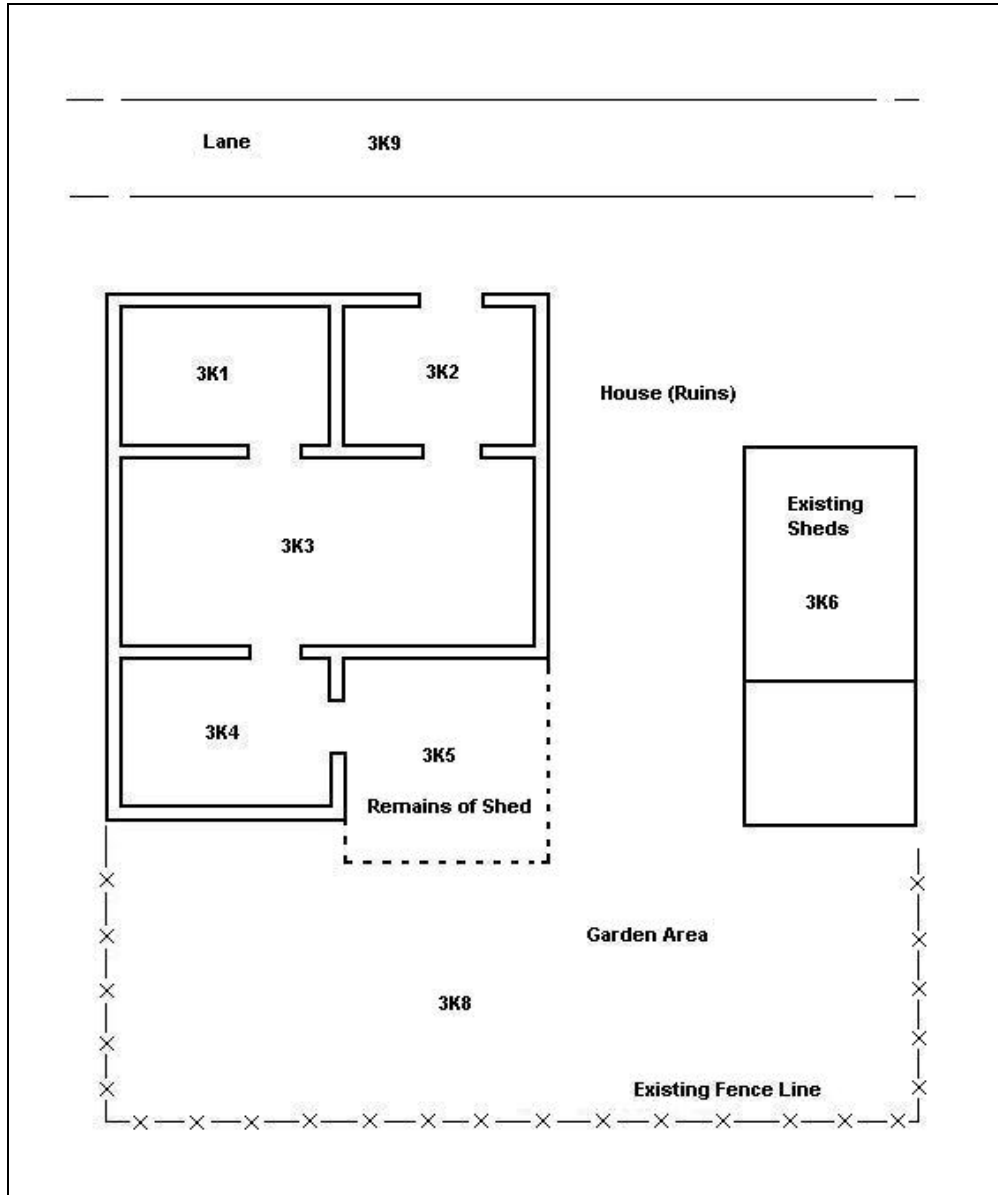 Lane 3K9
3K1
3K2
House (Ruins)
Existing
Sheds
3K3
3K6
3K4
3K5
Remains of Shed
Garden Area
3K8
Existing Fence Line